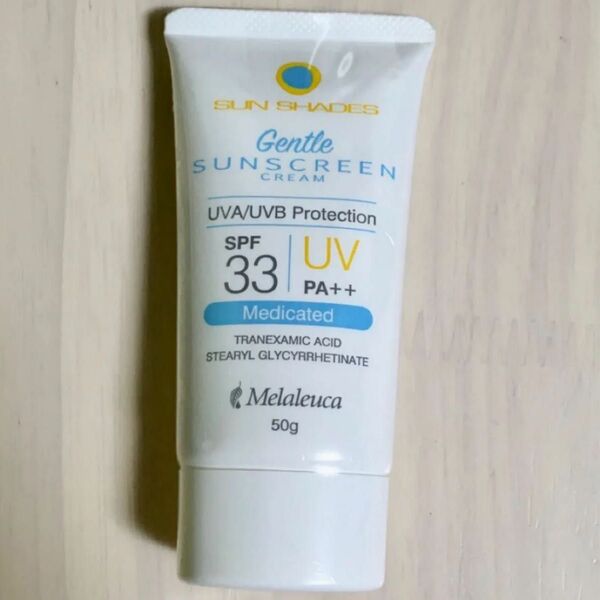 SUN SHADES
Gentle
SUNSCREEN
CREAM
UVA/UVB Protection
SPF
33
UV
PA++
Medicated
TRANEXAMIC ACID
STEARYL GLYCYRRHETINATE
Melaleuca
50g